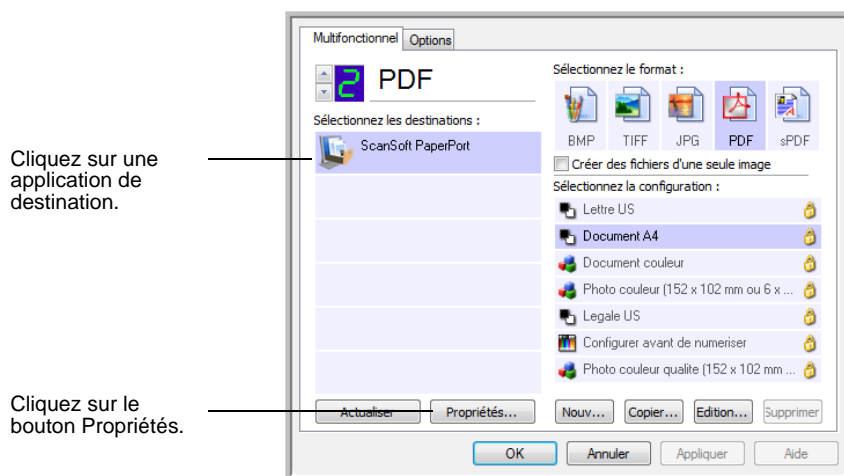 Multifonctionnel Options
2 PDF
Sélectionnez les destinations :
ScanSoft PaperPort
Sélectionnez le format :
BMP TIFF JPG PDF sPDF
Créer des fichiers d'une seule image
Sélectionnez la configuration :
Lettre US
Document A4
Document couleur
Photo couleur (152 x 102 mm ou 6 x ...
Legale US
Configurer avant de numeriser
Photo couleur qualite (152 x 102 mm ...
Actualiser Propriétés... Nouv... Copier... Edition... Supprimer
OK Annuler Appliquer Aide
Cliquez sur une
application de
destination.
Cliquez sur le
bouton Propriétés.